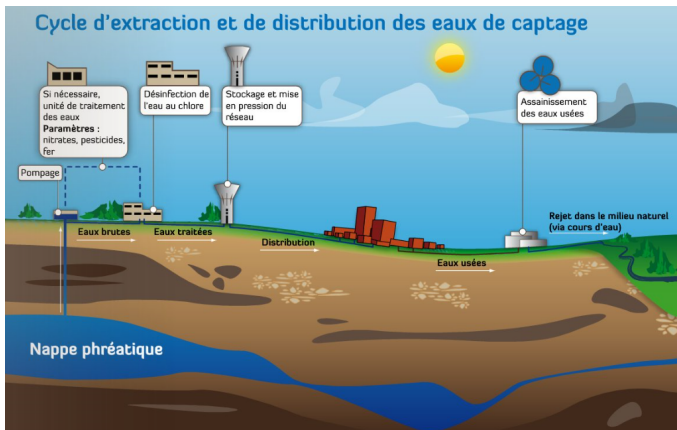 Cycle d'extraction et de distribution des eaux de captage
Si nécessaire,
unité de traitement
des eaux
Paramètres :
nitrates, pesticides,
fer
Désinfection de
l'eau au chlore
Stockage et mise
en pression du
réseau
Assainissement
des eaux usées
Pompage
Eaux brutes
Eaux traitées
Distribution
Eaux usées
Rejet dans le milieu naturel
(via cours d'eau)
Nappe phréatique